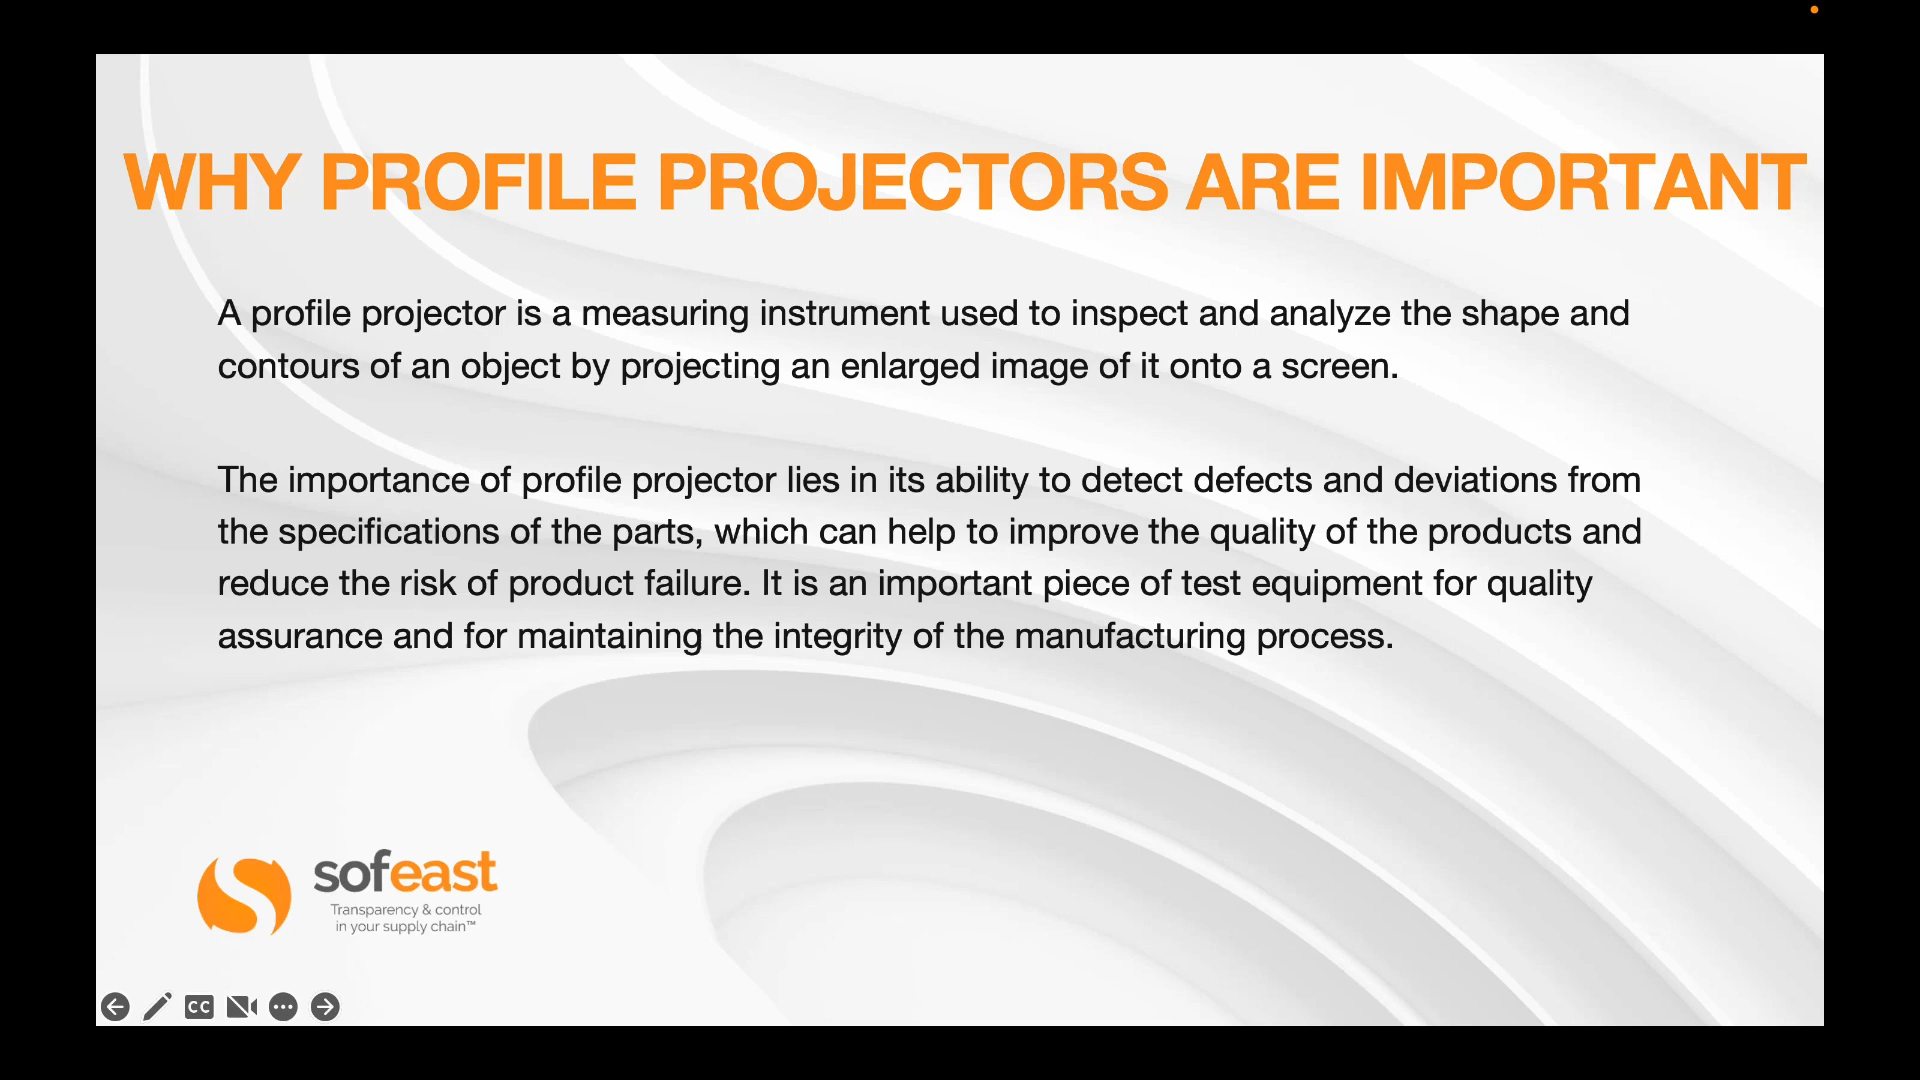 WHY PROFILE PROJECTORS ARE IMPORTANT
A profile projector is a measuring instrument used to inspect and analyze the shape and
contours of an object by projecting an enlarged image of it onto a screen.
The importance of profile projector lies in its ability to detect defects and deviations from
the specifications of the parts, which can help to improve the quality of the products and
reduce the risk of product failure. It is an important piece of test equipment for quality
assurance and for maintaining the integrity of the manufacturing process.
sofeast
Transparency & control
in your supply chain™
CC